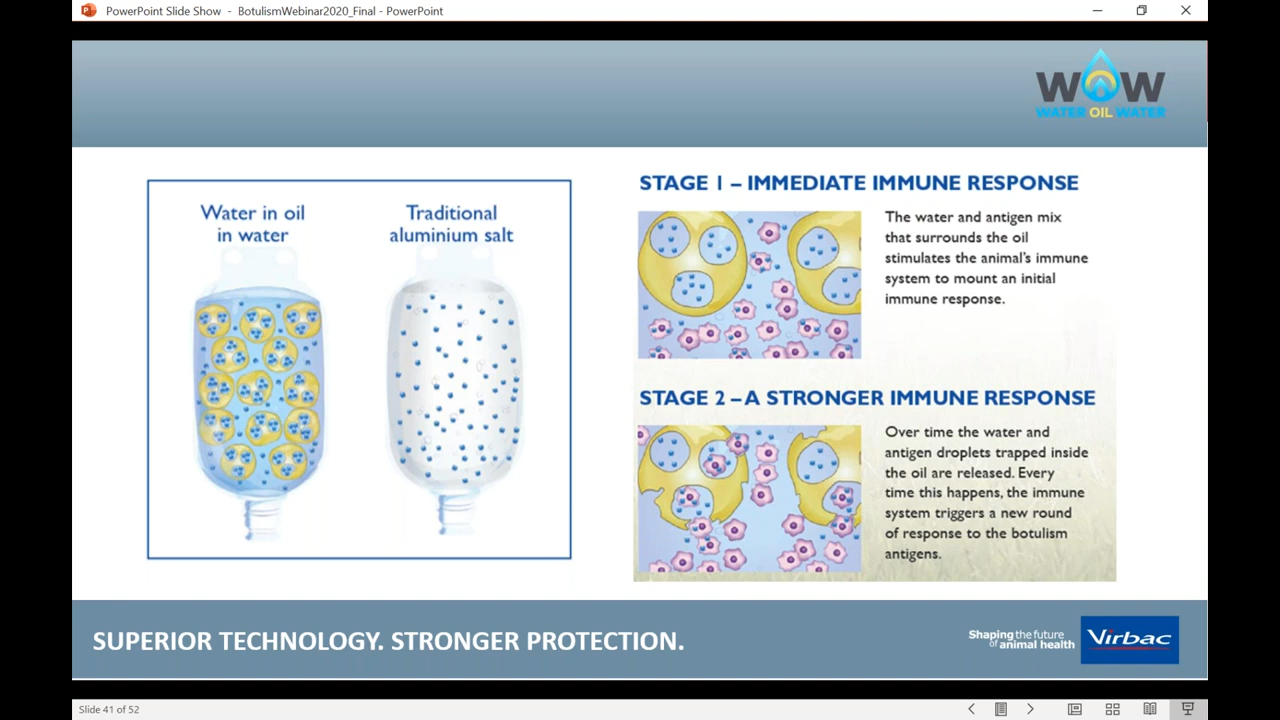 PowerPoint Slide Show - BotulismWebinar2020_Final - PowerPoint
WOW
WATER OIL WATER
Water in oil
in water
Traditional
aluminium salt
STAGE 1 – IMMEDIATE IMMUNE RESPONSE
The water and antigen mix
that surrounds the oil
stimulates the animal's immune
system to mount an initial
immune response.
STAGE 2 – A STRONGER IMMUNE RESPONSE
Over time the water and
antigen droplets trapped inside
the oil are released. Every
time this happens, the immune
system triggers a new round
of response to the botulism
antigens.
SUPERIOR TECHNOLOGY. STRONGER PROTECTION.
Shaping the future
of animal health
Virbac
Slide 41 of 52